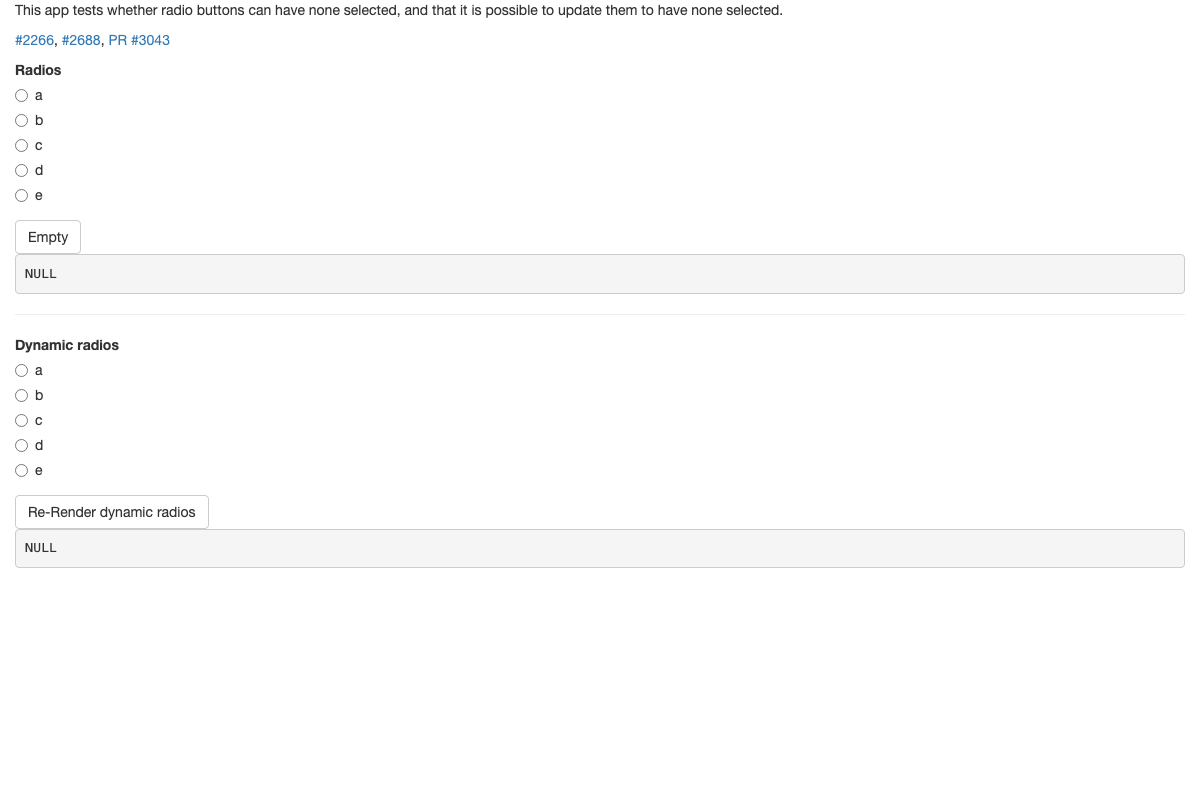 This app tests whether radio buttons can have none selected, and that it is possible to update them to have none selected.
#2266, #2688, PR #3043
Radios
a
b
c
d
e
Empty
NULL
Dynamic radios
a
b
c
d
e
Re-Render dynamic radios
NULL